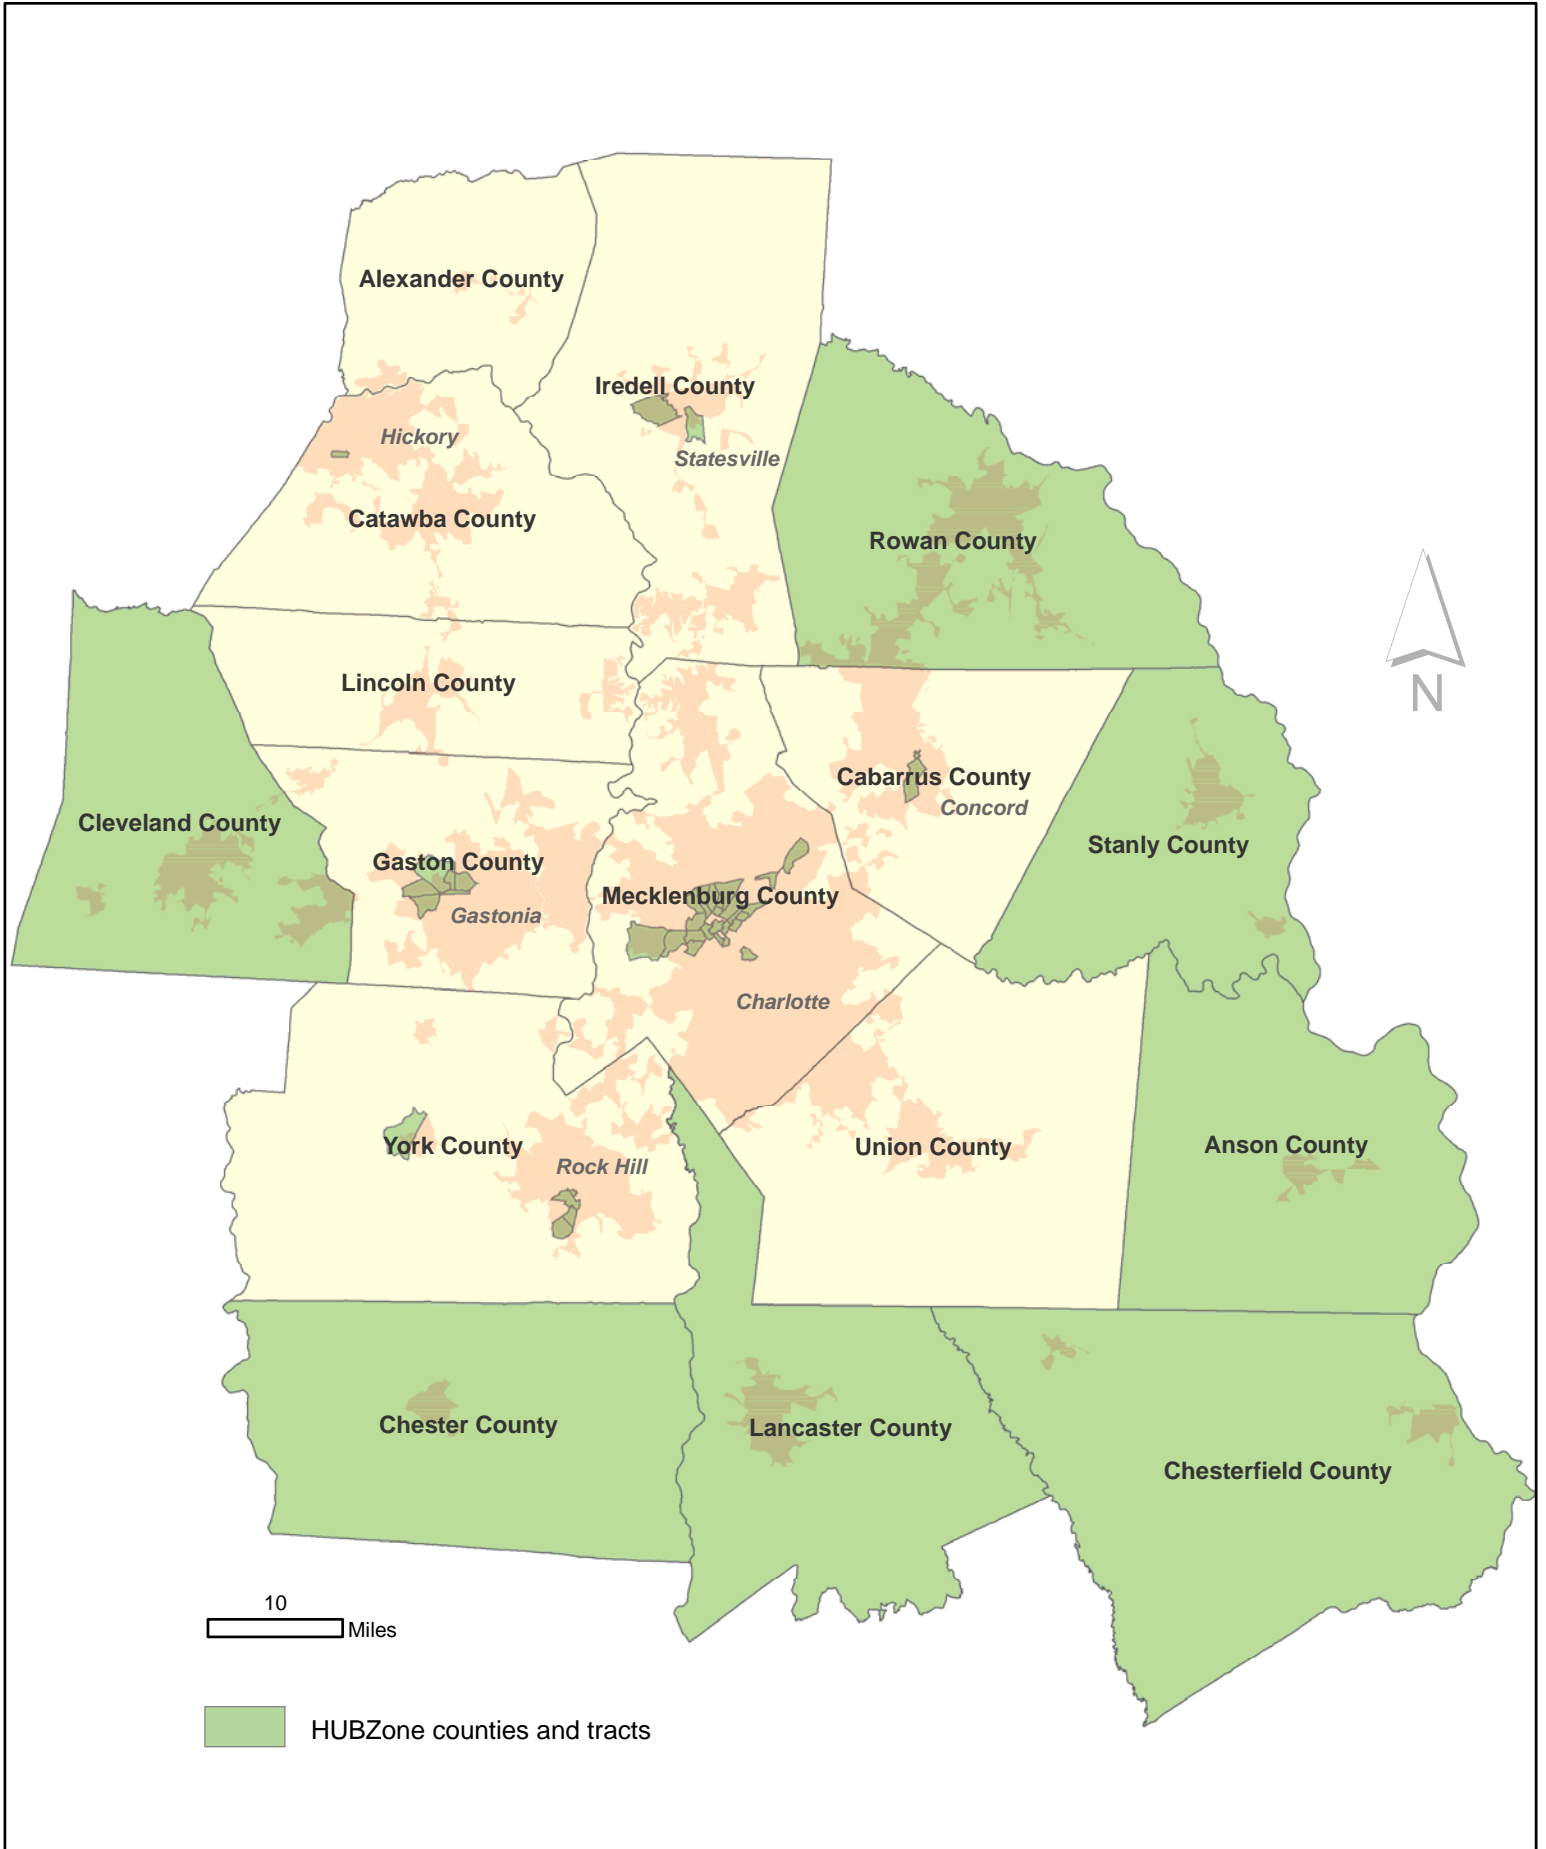 Alexander County
Iredell County
Hickory
Statesville
Catawba County
Rowan County
Lincoln County
N
Cabarrus County
Concord
Cleveland County
Stanly County
Gaston County
Mecklenburg County
Gastonia
Charlotte
York County
Rock Hill
Union County
Anson County
Chester County
Lancaster County
Chesterfield County
10
Miles
HUBZone counties and tracts